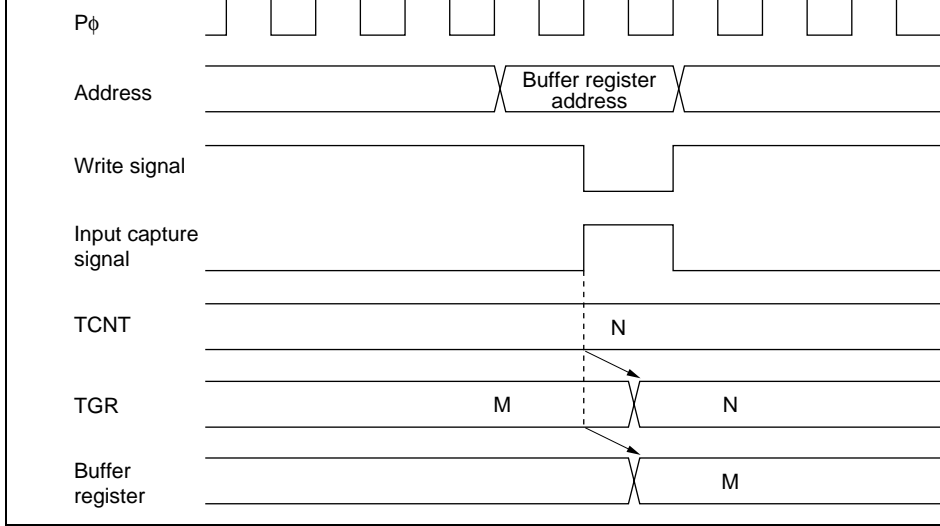 Pϕ
Address
Buffer register
address
Write signal
Input capture
signal
TCNT
N
TGR
M
N
Buffer
register
M